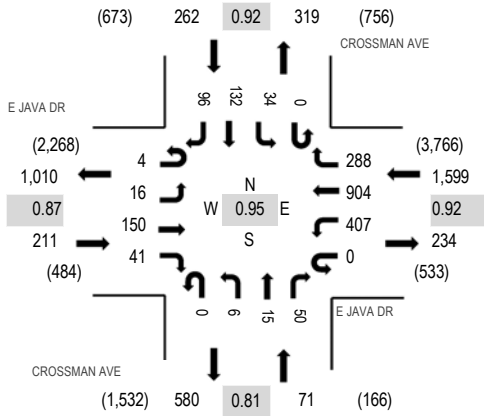 (673) 262 0.92 319 (756)
CROSSMAN AVE
96 132 34 0
E JAVA DR
(2,268) (3,766)
4 288
1,010 1,599
16 N 904
0.87 W 0.95 E 0.92
150 S 407
211 234
41 0
(484) (533)
0 6 15 50
E JAVA DR
CROSSMAN AVE
(1,532) 580 0.81 71 (166)